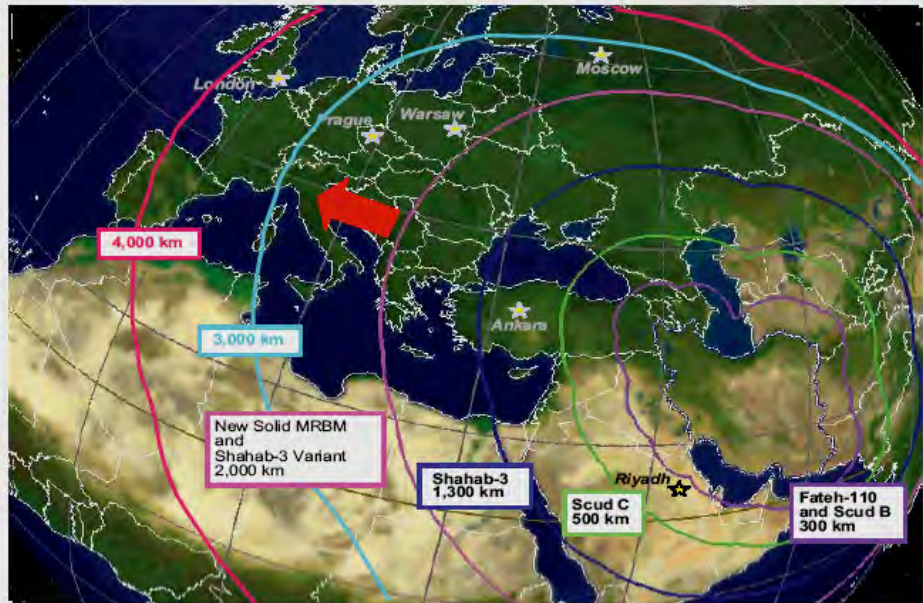 London
Moscow
Prague
Warsaw
4,000 km
Ankara
3,000 km
New Solid MRBM
and
Shahab-3 Variant
2,000 km
Shahab-3
1,300 km
Riyadh
Scud C
500 km
Fateh-110
and Scud B
300 km